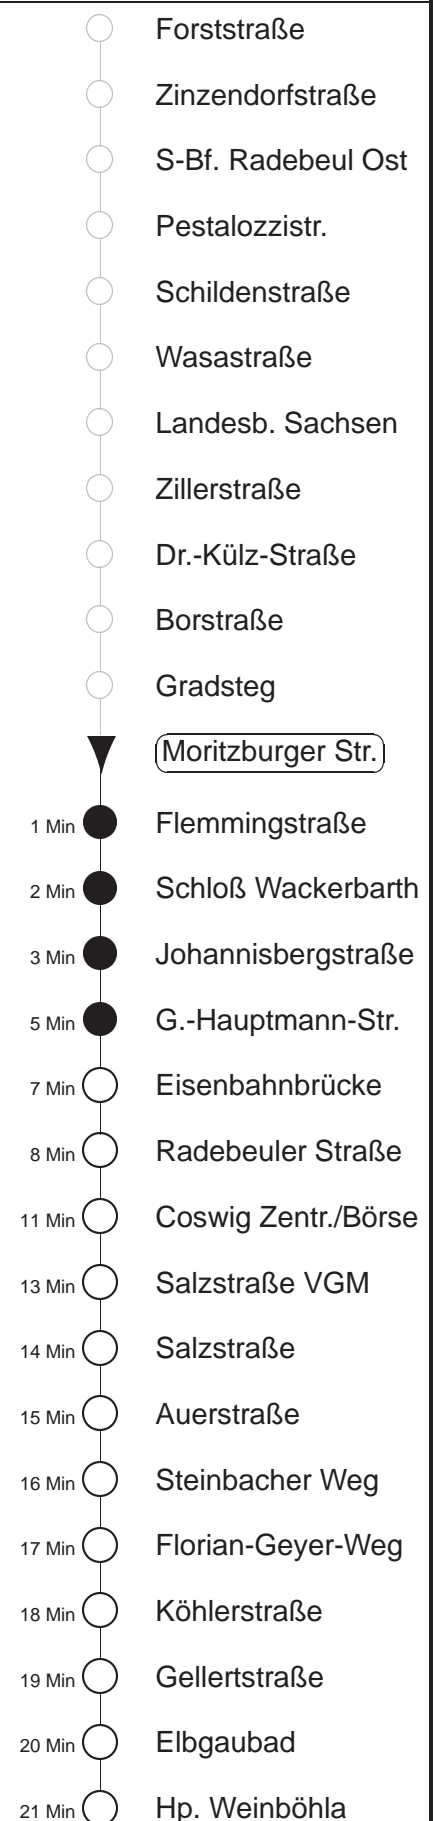 Forststraße
Zinzendorfstraße
S-Bf. Radebeul Ost
Pestalozzistr.
Schildenstraße
Wasastraße
Landesb. Sachsen
Zillerstraße
Dr.-Külz-Straße
Borstraße
Gradsteg
Moritzburger Str.
1 Min Flemmingstraße
2 Min Schloß Wackerbarth
3 Min Johannisbergstraße
5 Min G.-Hauptmann-Str.
7 Min Eisenbahnbrücke
8 Min Radebeuler Straße
11 Min Coswig Zentr./Börse
13 Min Salzstraße VGM
14 Min Salzstraße
15 Min Auerstraße
16 Min Steinbacher Weg
17 Min Florian-Geyer-Weg
18 Min Köhlerstraße
19 Min Gellertstraße
20 Min Elbgaubad
21 Min Hp. Weinböhla